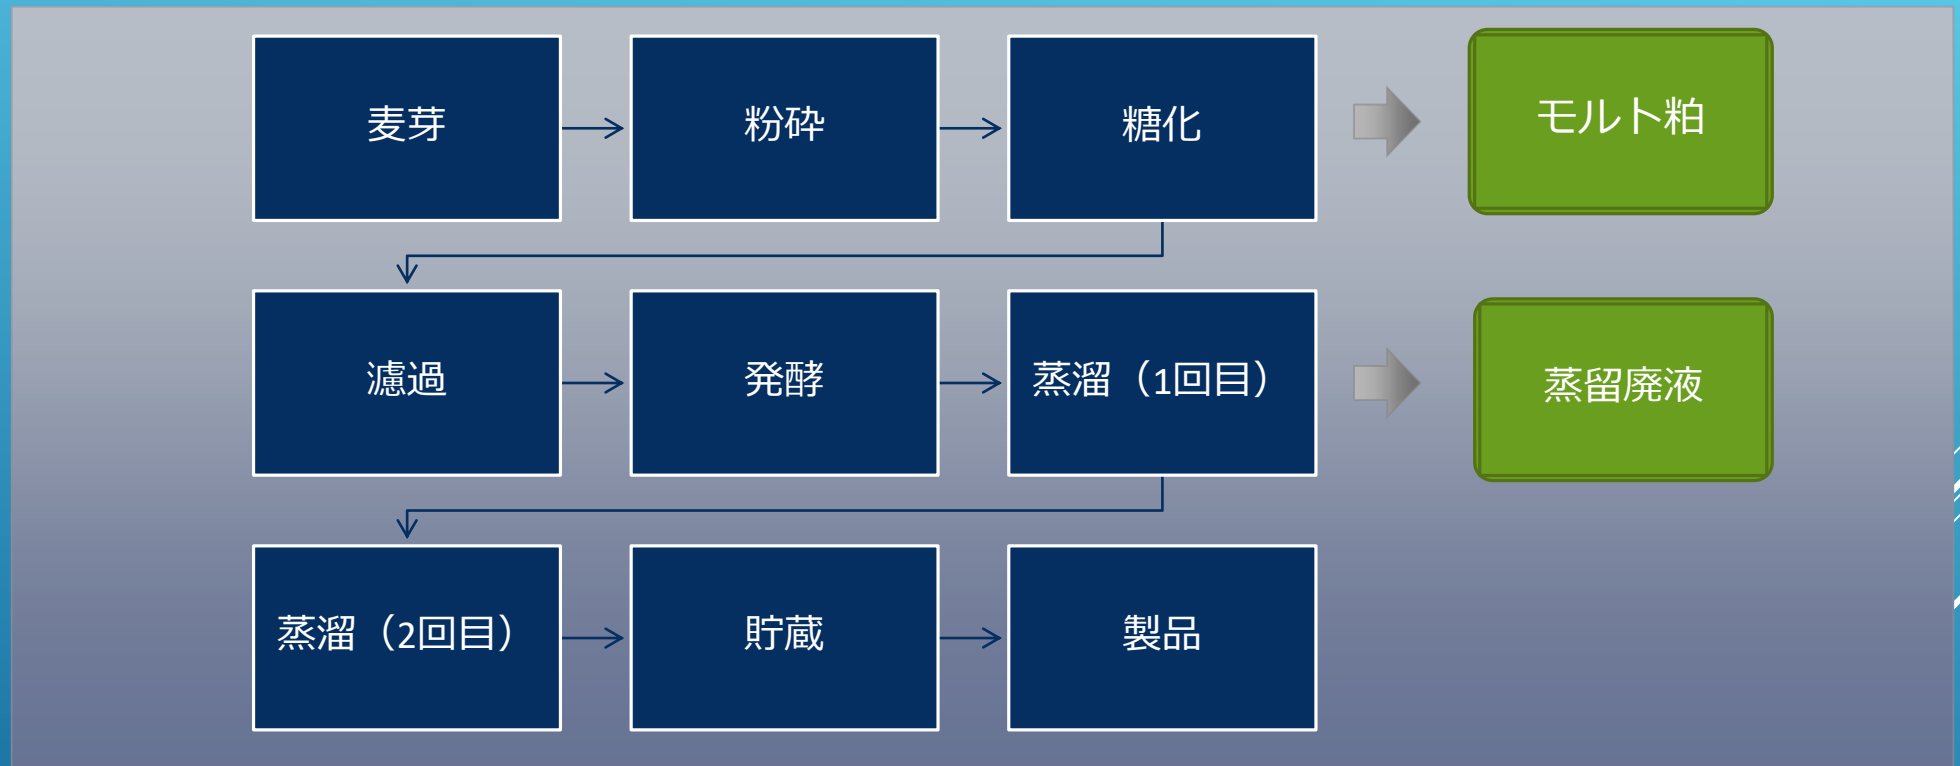 麦芽
粉砕
糖化
モルト粕
濾過
発酵
蒸溜（1回目）
蒸留廃液
蒸溜（2回目）
貯蔵
製品